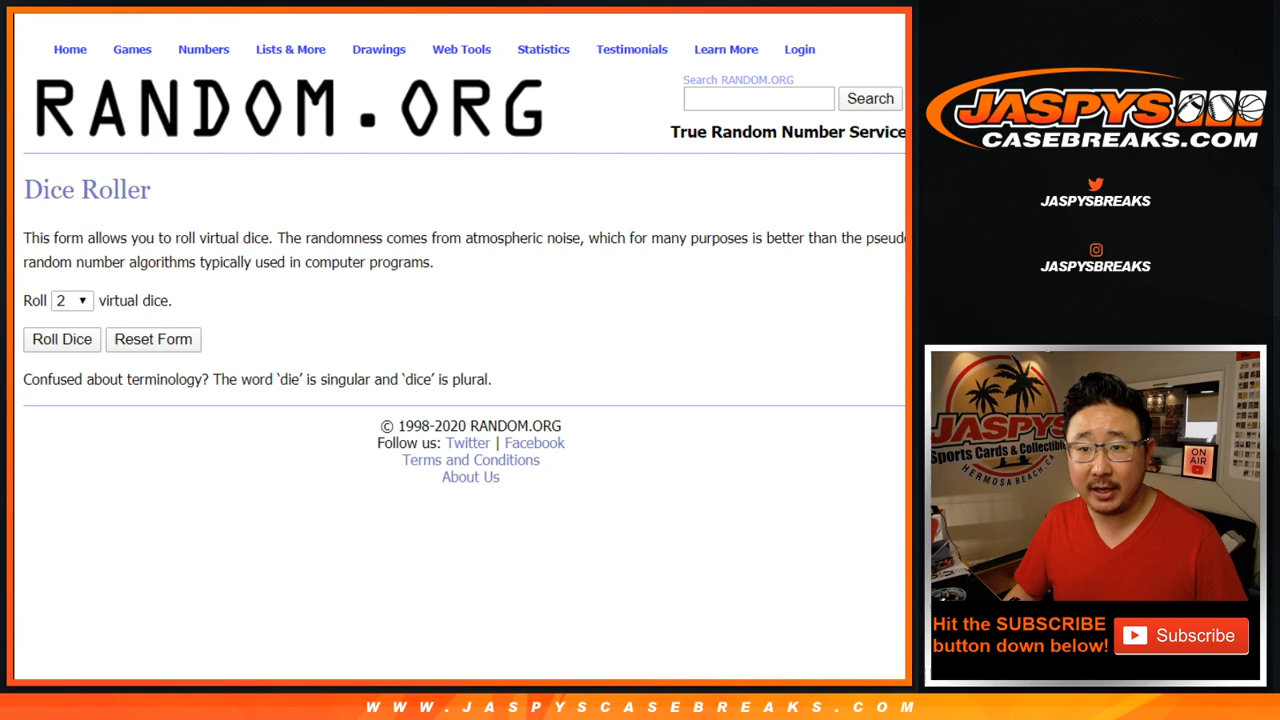 Home Games Numbers Lists & More Drawings Web Tools Statistics Testimonials Learn More Login
RANDOM.ORG
Search RANDOM.ORG
Search
True Random Number Service
Dice Roller
This form allows you to roll virtual dice. The randomness comes from atmospheric noise, which for many purposes is better than the pseudo
random number algorithms typically used in computer programs.
Roll 2 virtual dice.
Roll Dice Reset Form
Confused about terminology? The word ‘die’ is singular and ‘dice’ is plural.
© 1998-2020 RANDOM.ORG
Follow us: Twitter | Facebook
Terms and Conditions
About Us
JASPYS
CASEBREAKS.COM
JASPYSBREAKS
JASPYSBREAKS
JASPYS
Sports Cards & Collectibl
HERMOSA BEACH, CA
ON
AIR
Hit the SUBSCRIBE
button down below!
Subscribe
WWW.JASPYSCASEBREAKS.COM